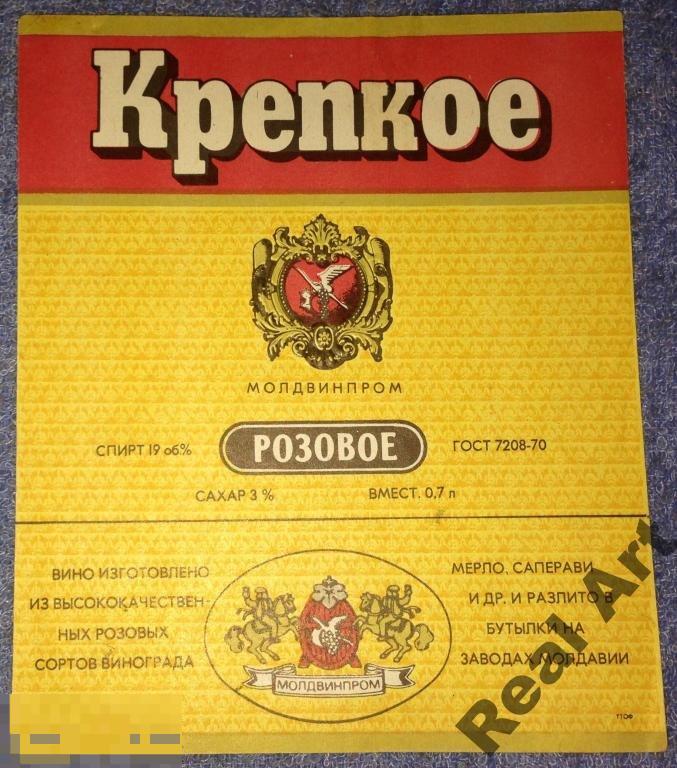 Крепкое
МОЛДВИНПРОМ
СПИРТ 19 об% РОЗОВОЕ ГОСТ 7208-70
САХАР 3 % ВМЕСТ. 0,7 л
ВИНО ИЗГОТОВЛЕНО
ИЗ ВЫСОКОКАЧЕСТВЕН-
НЫХ РОЗОВЫХ
СОРТОВ ВИНОГРАДА
МОЛДВИНПРОМ
МЕРЛО, САПЕРАВИ
И ДР. И РАЗЛИТО В
БУТЫЛКИ НА
ЗАВОДАХ МОЛДАВИИ
Real Art